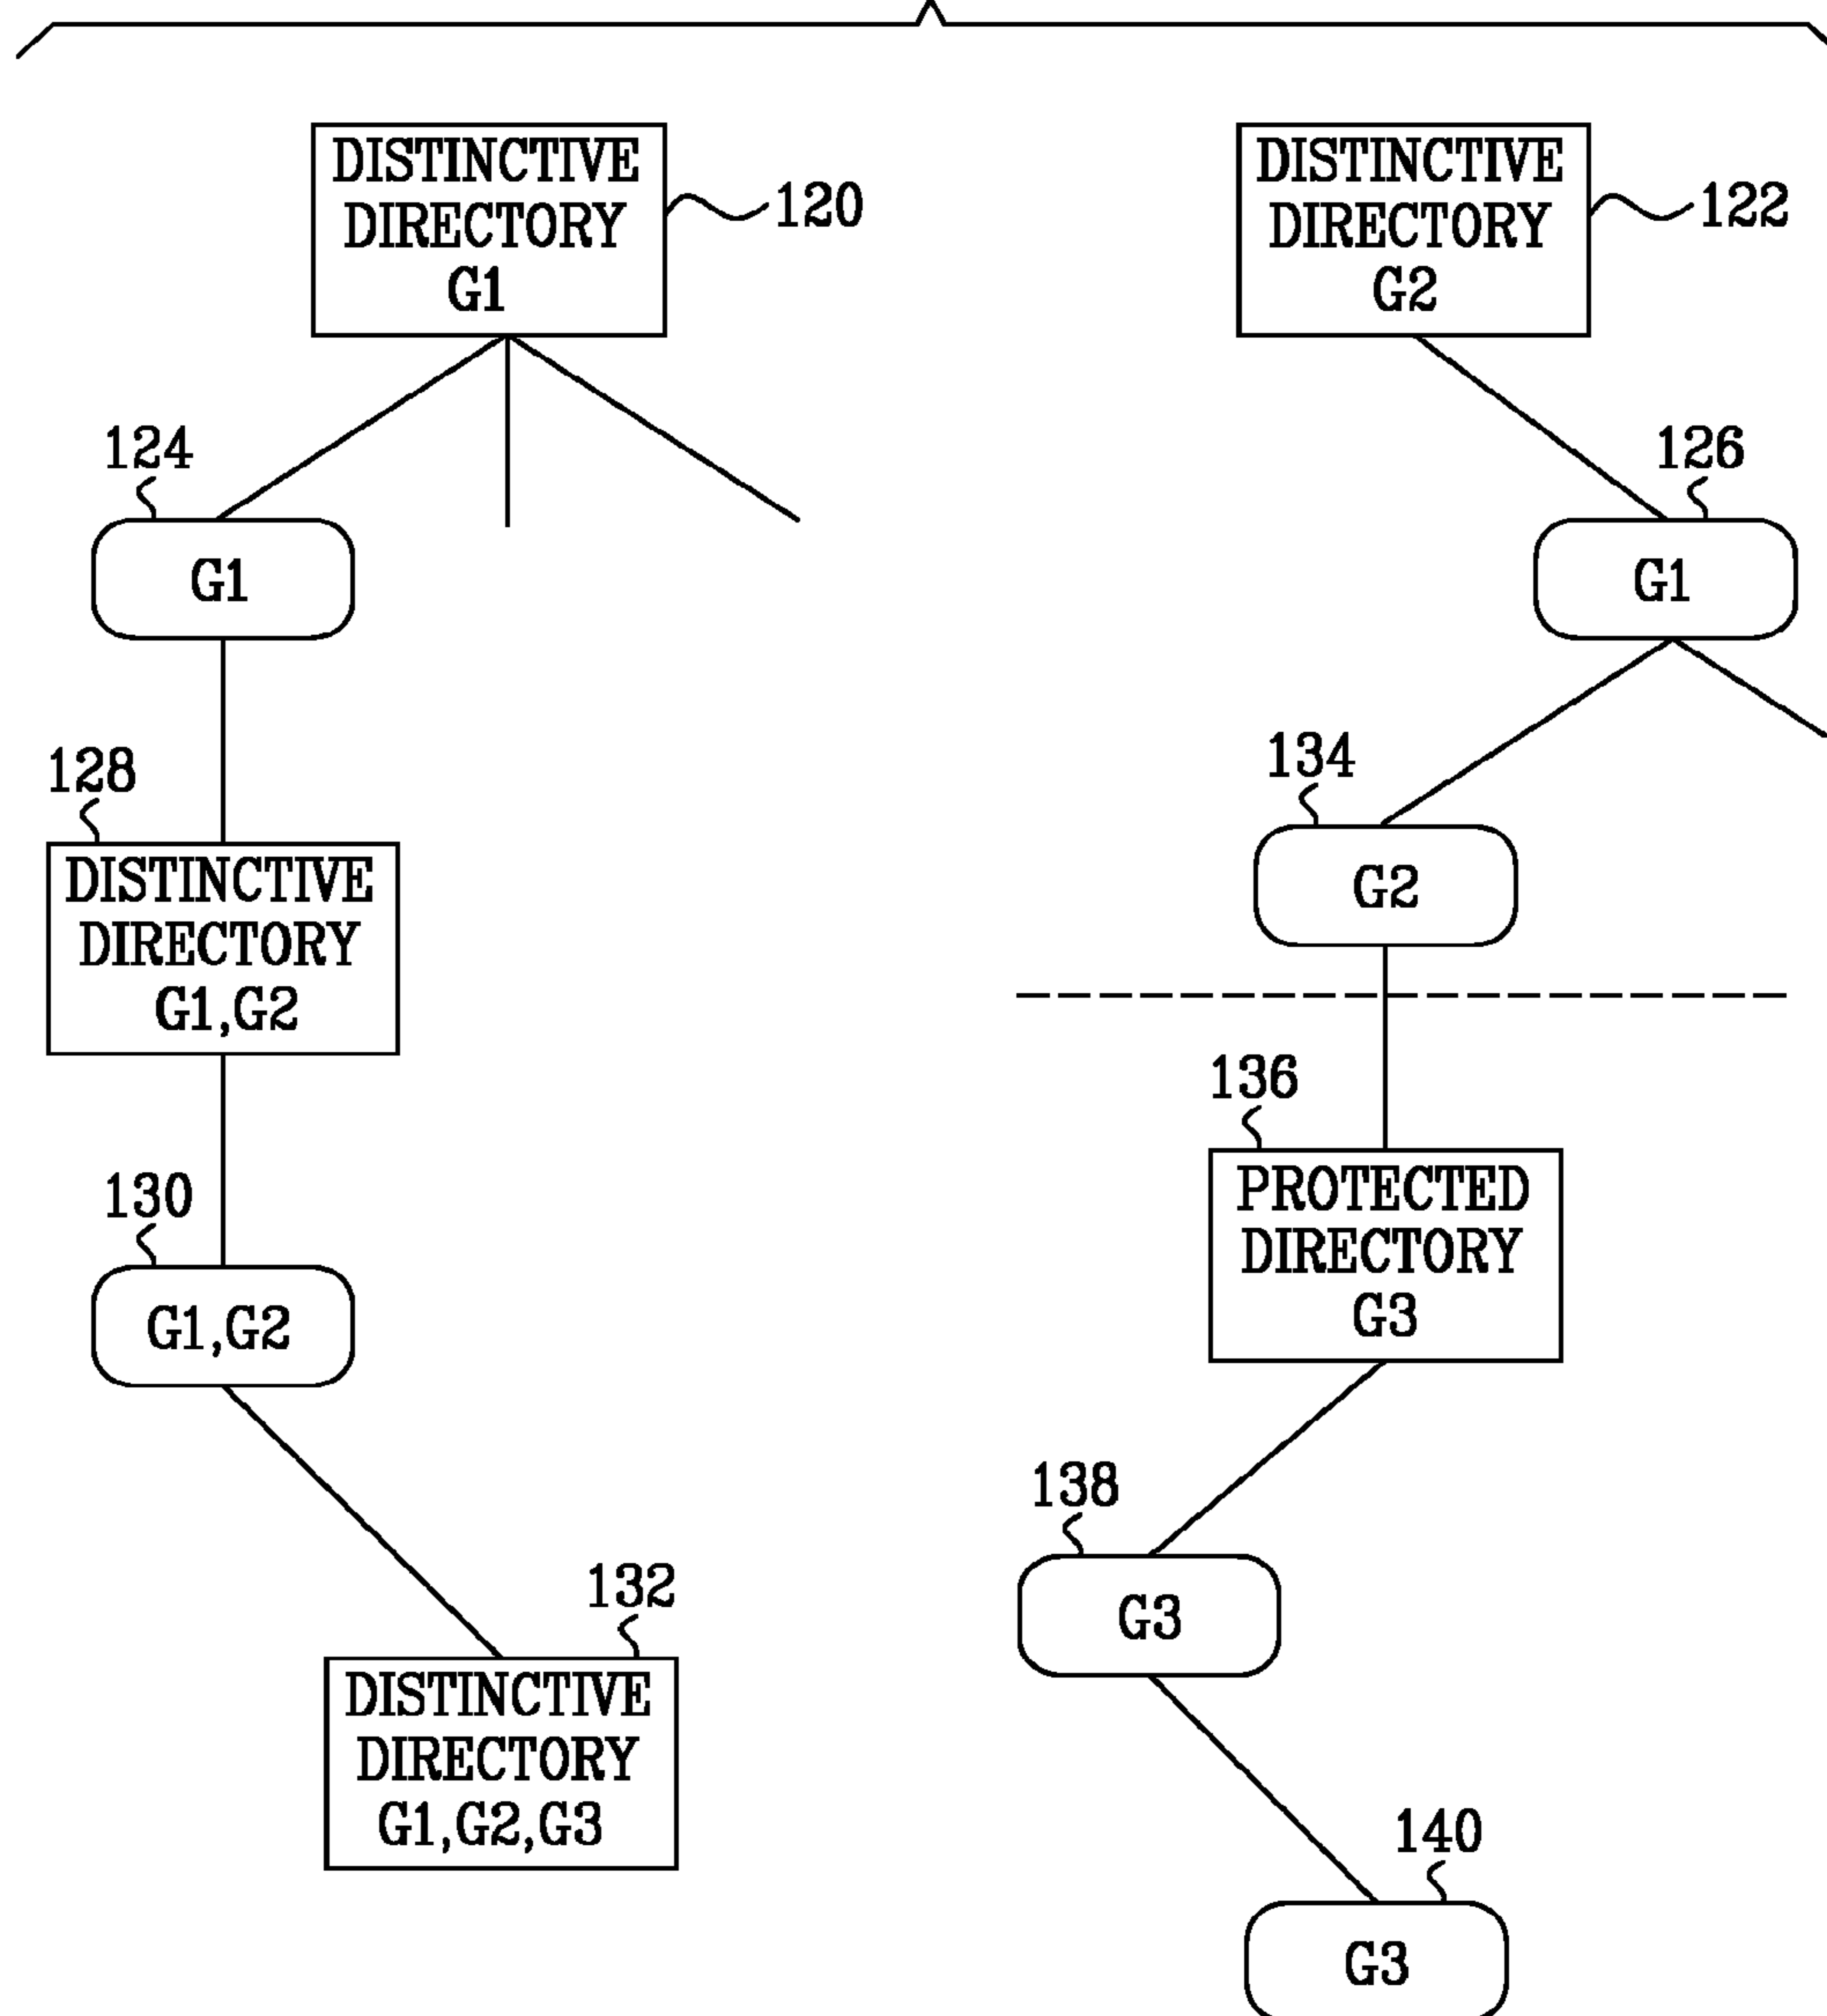 DISTINCTIVE
DIRECTORY
G1
120
DISTINCTIVE
DIRECTORY
G2
122
124
G1
126
G1
128
DISTINCTIVE
DIRECTORY
G1,G2
134
G2
130
G1,G2
136
PROTECTED
DIRECTORY
G3
132
DISTINCTIVE
DIRECTORY
G1,G2,G3
138
G3
140
G3